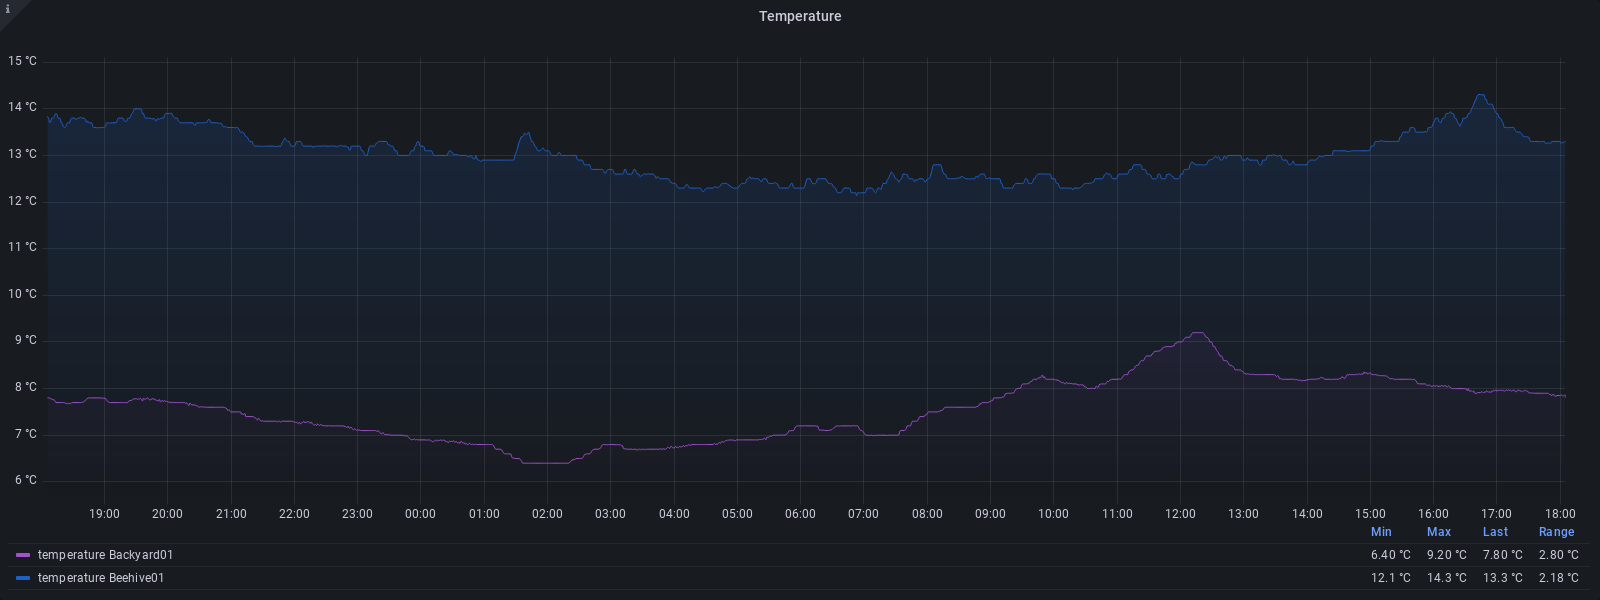 i
Temperature
15 °C
14 °C
13 °C
12 °C
11 °C
10 °C
9 °C
8 °C
7 °C
6 °C
19:00 20:00 21:00 22:00 23:00 00:00 01:00 02:00 03:00 04:00 05:00 06:00 07:00 08:00 09:00 10:00 11:00 12:00 13:00 14:00 15:00 16:00 17:00 18:00
Min Max Last Range
temperature Backyard01 6.40 °C 9.20 °C 7.80 °C 2.80 °C
temperature Beehive01 12.1 °C 14.3 °C 13.3 °C 2.18 °C